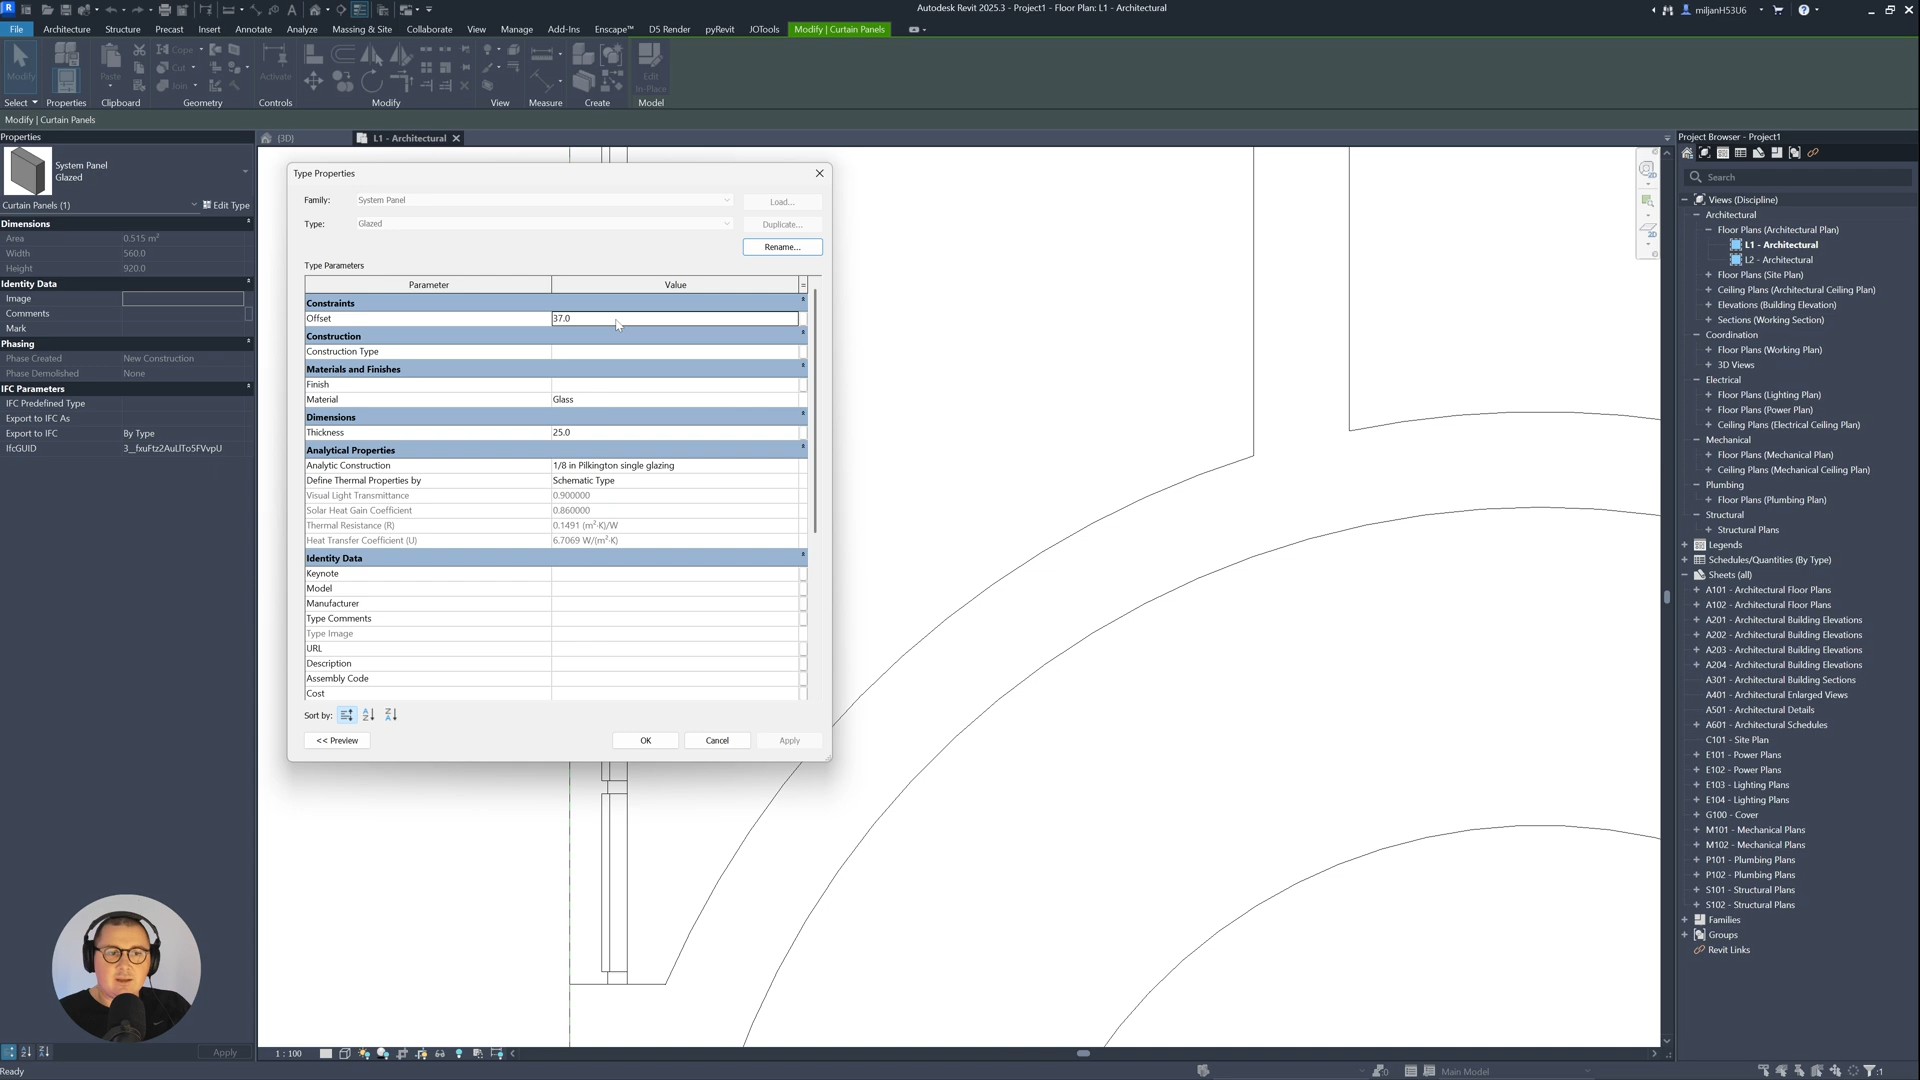 Autodesk Revit 2025.3 - Project1 - Floor Plan: L1 - Architectural
miljanH53U6
File
Architecture
Structure
Precast
Insert
Annotate
Analyze
Massing & Site
Collaborate
View
Manage
Add-Ins
Enscape™
D5 Render
pyRevit
JOTools
Modify | Curtain Panels
Modify
Paste
Cope
Cut
Join
Activate
Edit
In-Place
Select
Properties
Clipboard
Geometry
Controls
Modify
View
Measure
Create
Model
Modify | Curtain Panels
Properties
System Panel
Glazed
Curtain Panels (1)
Edit Type
Dimensions
Area 0.515 m²
Width 560.0
Height 920.0
Identity Data
Image
Comments
Mark
Phasing
Phase Created New Construction
Phase Demolished None
IFC Parameters
IFC Predefined Type
Export to IFC As
Export to IFC By Type
IfcGUID 3__fxuFtz2AuLlTo5FVvpU
Apply
Ready
{3D}
L1 - Architectural
Type Properties
Family: System Panel
Load...
Type: Glazed
Duplicate...
Rename...
Type Parameters
Parameter Value =
Constraints
Offset 37.0
Construction
Construction Type
Materials and Finishes
Finish
Material Glass
Dimensions
Thickness 25.0
Analytical Properties
Analytic Construction 1/8 in Pilkington single glazing
Define Thermal Properties by Schematic Type
Visual Light Transmittance 0.900000
Solar Heat Gain Coefficient 0.860000
Thermal Resistance (R) 0.1491 (m²·K)/W
Heat Transfer Coefficient (U) 6.7069 W/(m²·K)
Identity Data
Keynote
Model
Manufacturer
Type Comments
Type Image
URL
Description
Assembly Code
Cost
Sort by:
<< Preview
OK
Cancel
Apply
1 : 100
:0
Main Model
:1
Project Browser - Project1
Search
Views (Discipline)
Architectural
Floor Plans (Architectural Plan)
L1 - Architectural
L2 - Architectural
Floor Plans (Site Plan)
Ceiling Plans (Architectural Ceiling Plan)
Elevations (Building Elevation)
Sections (Working Section)
Coordination
Floor Plans (Working Plan)
3D Views
Electrical
Floor Plans (Lighting Plan)
Floor Plans (Power Plan)
Ceiling Plans (Electrical Ceiling Plan)
Mechanical
Floor Plans (Mechanical Plan)
Ceiling Plans (Mechanical Ceiling Plan)
Plumbing
Floor Plans (Plumbing Plan)
Structural
Structural Plans
Legends
Schedules/Quantities (By Type)
Sheets (all)
A101 - Architectural Floor Plans
A102 - Architectural Floor Plans
A201 - Architectural Building Elevations
A202 - Architectural Building Elevations
A203 - Architectural Building Elevations
A204 - Architectural Building Elevations
A301 - Architectural Building Sections
A401 - Architectural Enlarged Views
A501 - Architectural Details
A601 - Architectural Schedules
C101 - Site Plan
E101 - Power Plans
E102 - Power Plans
E103 - Lighting Plans
E104 - Lighting Plans
G100 - Cover
M101 - Mechanical Plans
M102 - Mechanical Plans
P101 - Plumbing Plans
P102 - Plumbing Plans
S101 - Structural Plans
S102 - Structural Plans
Families
Groups
Revit Links